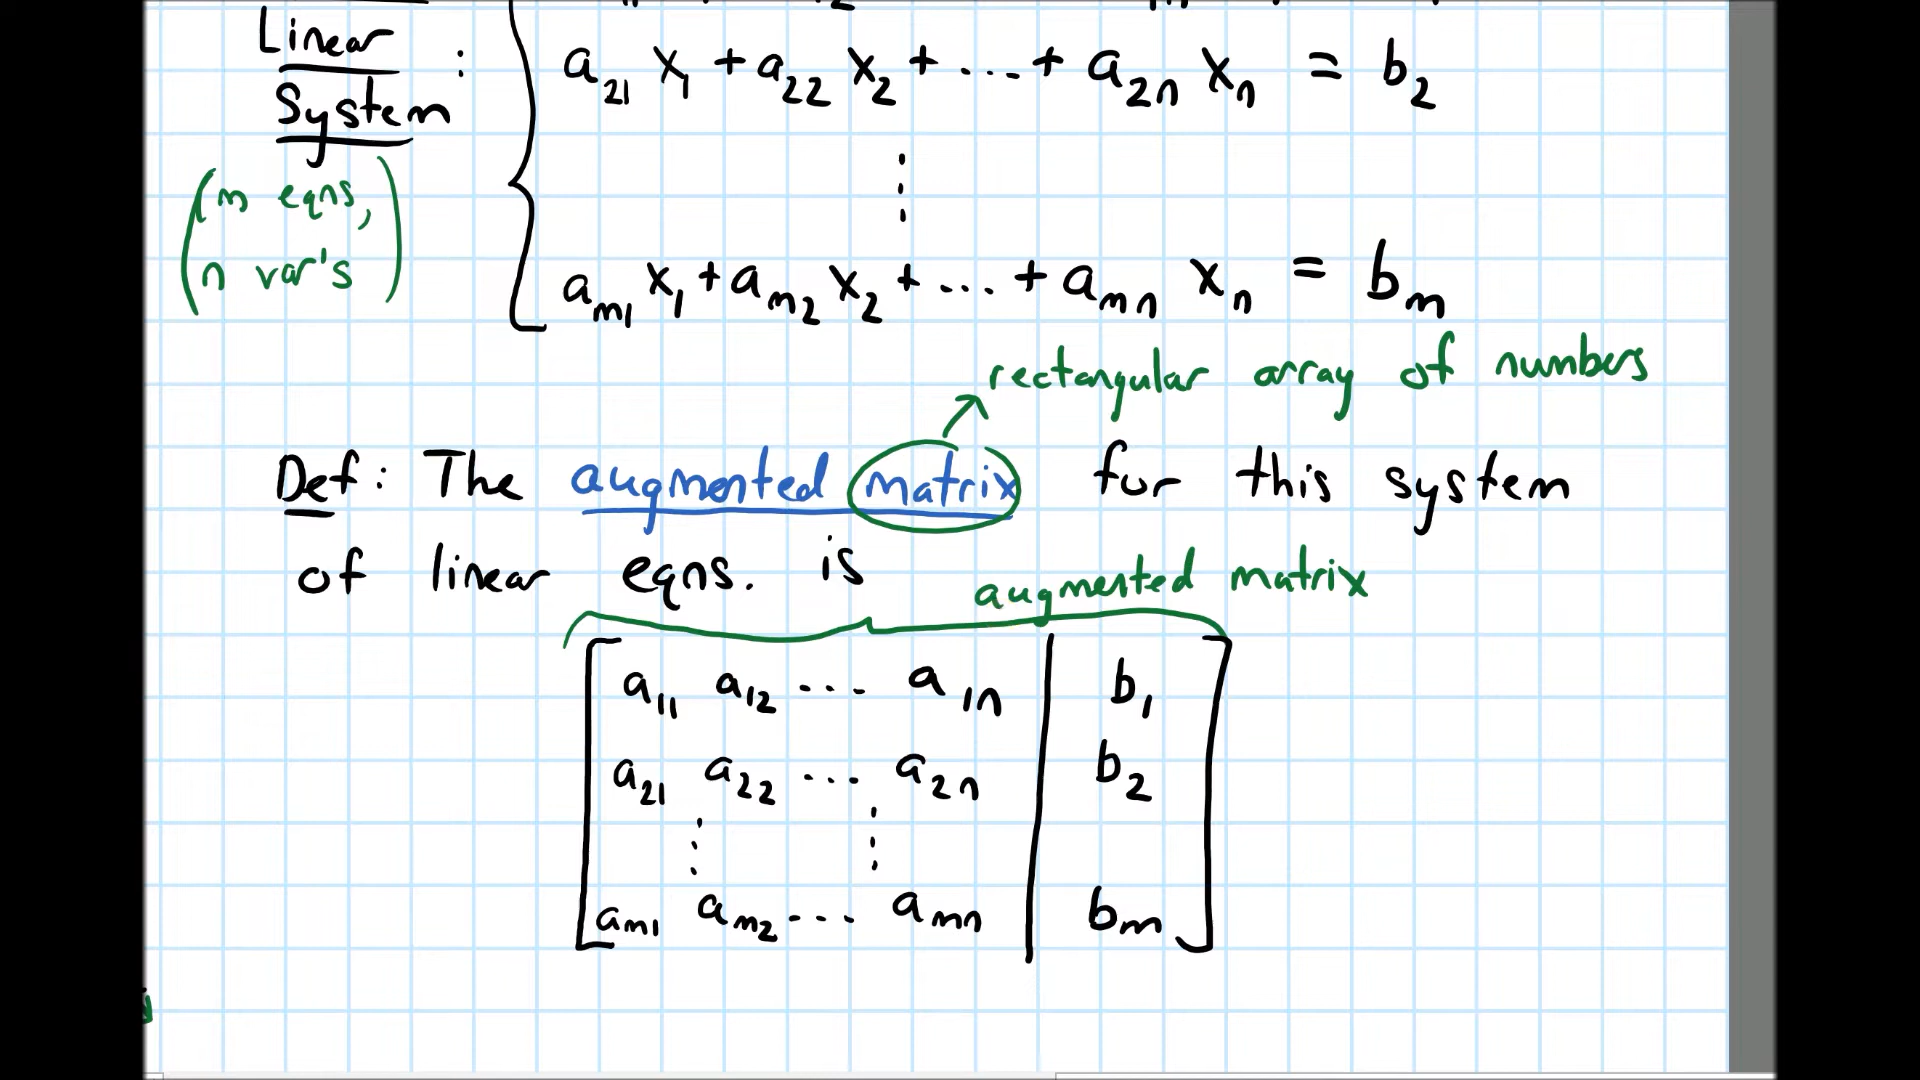 Linear
System :
a21 x1 + a22 x2 + ... + a2n xn = b2
(m eqns,
n var's)
⋮
am1 x1 + am2 x2 + ... + amn xn = bm
rectangular array of numbers
Def: The augmented matrix for this system
of linear eqns. is
augmented matrix
a11 a12 ... a1n | b1
a21 a22 ... a2n | b2
⋮ ⋮
am1 am2 ... amn | bm